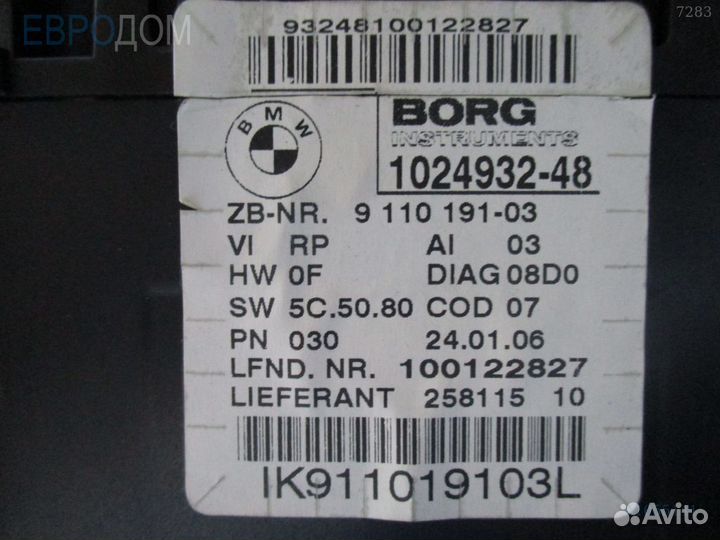 ЕВРОДОМ
7283
93248100122827
BMW
BORG
INSTRUMENTS
1024932-48
ZB-NR. 9 110 191-03
VI RP AI 03
HW 0F DIAG 08D0
SW 5C.50.80 COD 07
PN 030 24.01.06
LFND. NR. 100122827
LIEFERANT 258115 10
IK911019103L
Avito